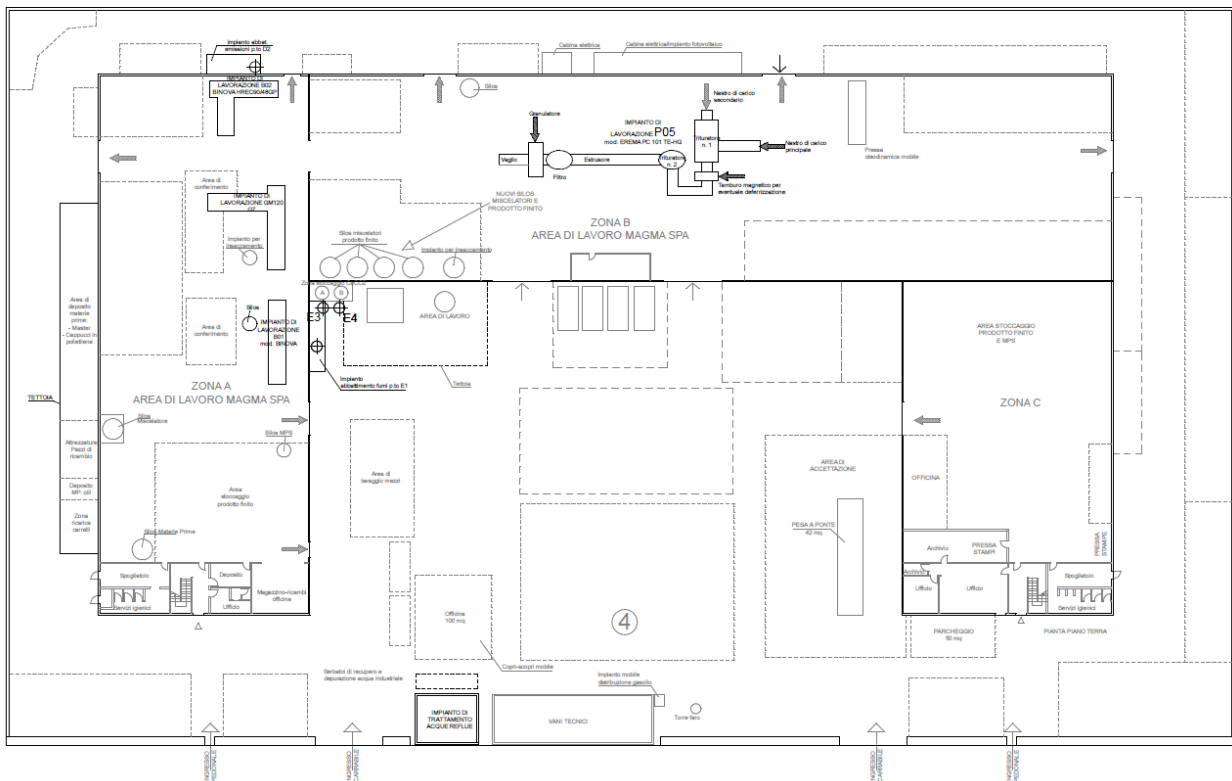 Impianto abbat.
emissioni p.to D2
Cabina elettrica
Cabina elettrica/impianto fotovoltaico
IMPIANTO DI
LAVORAZIONE B02
BINOVA HREC90/48GP
Silos
Nastro di carico
secondario
Granulatore
IMPIANTO DI
LAVORAZIONE P05
mod: EREMA PC 101 TE-HG
Trituratore
n. 1
Nastro di carico
principale
Pressa
oleodinamica mobile
Vaglio
Estrusore
Trituratore
n. 2
Filtro
Tamburo magnetico per
eventuale deferrizzazione
Area di
conferimento
IMPIANTO DI
LAVORAZIONE GM120
07
NUOVI SILOS
MISCELATORI E
PRODOTTO FINITO
ZONA B
AREA DI LAVORO MAGMA SPA
Silos miscelatori
prodotto finito
Impianto per insaccamento
Impianto per
insaccamento
A
B
E3
E4
AREA DI LAVORO
Area di
deposito
materie
prime:
- Master
- Cappucci in
polietilene
Silos
IMPIANTO DI
LAVORAZIONE
B01
mod. BINOVA
Area di
conferimento
AREA STOCCAGGIO
PRODOTTO FINITO
E MPS
Impianto
abbattimento fumi p.to E1
Tettoia
ZONA A
AREA DI LAVORO MAGMA SPA
ZONA C
TETTOIA
Silos
Miscelatore
Silos MPS
Attrezzature
Pezzi di
ricambio
Deposito
MP: olii
Zona
ricarica
carrelli
Area
stoccaggio
prodotto finito
Area di
lavaggio mezzi
AREA DI
ACCETTAZIONE
OFFICINA
PESA A PONTE
42 mq
Silos Materie Prime
Archivio
PRESSA
STAMPI
PRESSA
STAMPE
Spogliatoio
Deposito
Magazzino-ricambi
officina
Servizi igienici
Ufficio
Archivio
Ufficio
Ufficio
Spogliatoio
Servizi igienici
Officina
100 mq
4
PARCHEGGIO
50 mq
PIANTA PIANO TERRA
Serbatoi di recupero e
depurazione acque industriale
Copri-scopri mobile
Impianto mobile
distribuzione gasolio
IMPIANTO DI
TRATTAMENTO
ACQUE REFLUE
VANI TECNICI
Torre faro
INGRESSO
PEDONALE
INGRESSO
CARRABILE
INGRESSO
CARRABILE
INGRESSO
PEDONALE